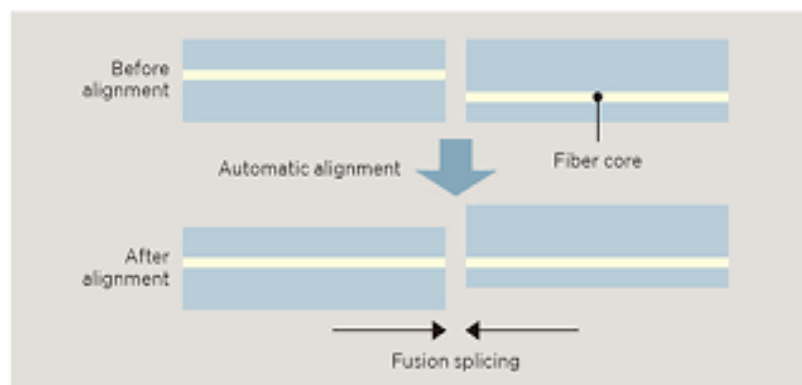 Before
alignment
Fiber core
Automatic alignment
After
alignment
Fusion splicing